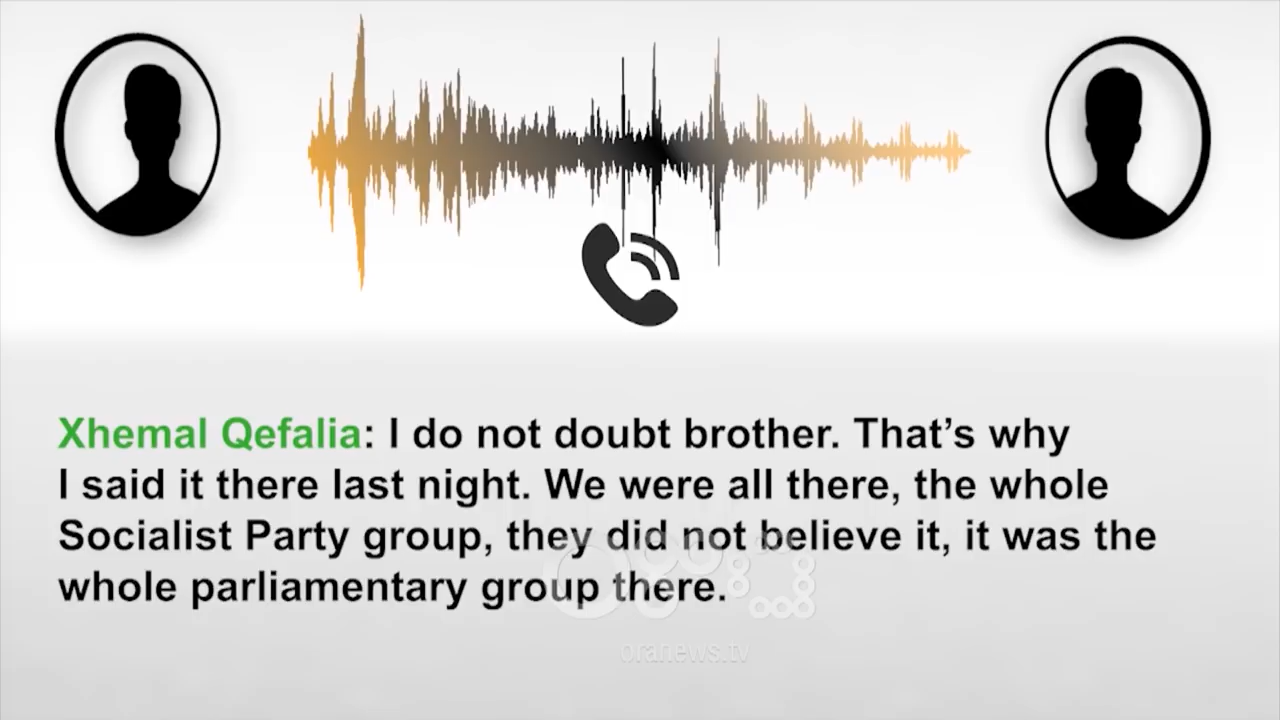 Xhemal Qefalia: I do not doubt brother. That’s why
I said it there last night. We were all there, the whole
Socialist Party group, they did not believe it, it was the
whole parliamentary group there.
oranews.tv